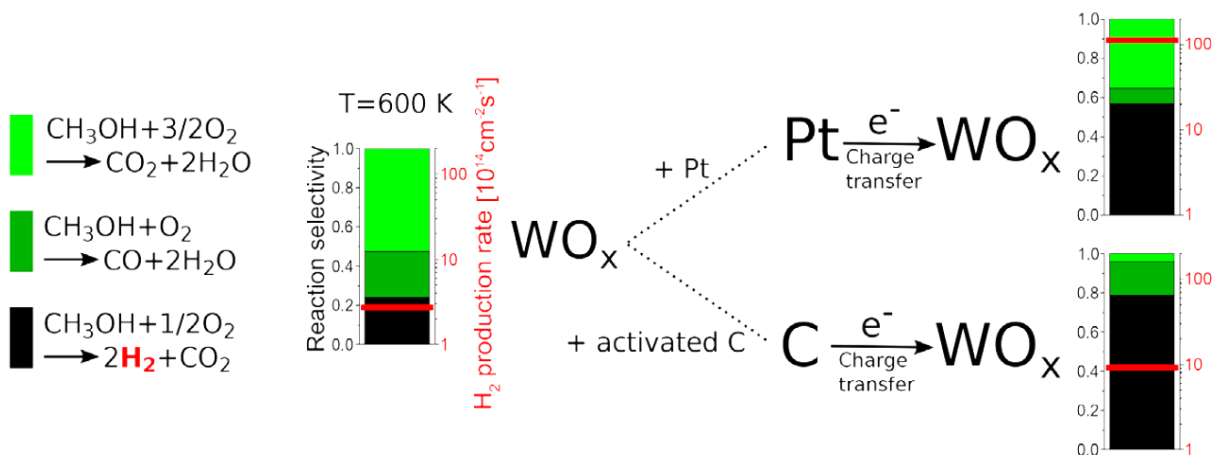 CH₃OH+3/2O₂
CO₂+2H₂O
CH₃OH+O₂
CO+2H₂O
CH₃OH+1/2O₂
2H₂+CO₂
T=600 K
Reaction selectivity
1.0
0.8
0.6
0.4
0.2
0.0
100
10
1
H₂ production rate [10¹⁴cm⁻²s⁻¹]
WOₓ
+ Pt
+ activated C
Pt
e⁻
Charge
transfer
WOₓ
1.0
0.8
0.6
0.4
0.2
0.0
100
10
1
C
e⁻
Charge
transfer
WOₓ
1.0
0.8
0.6
0.4
0.2
0.0
100
10
1